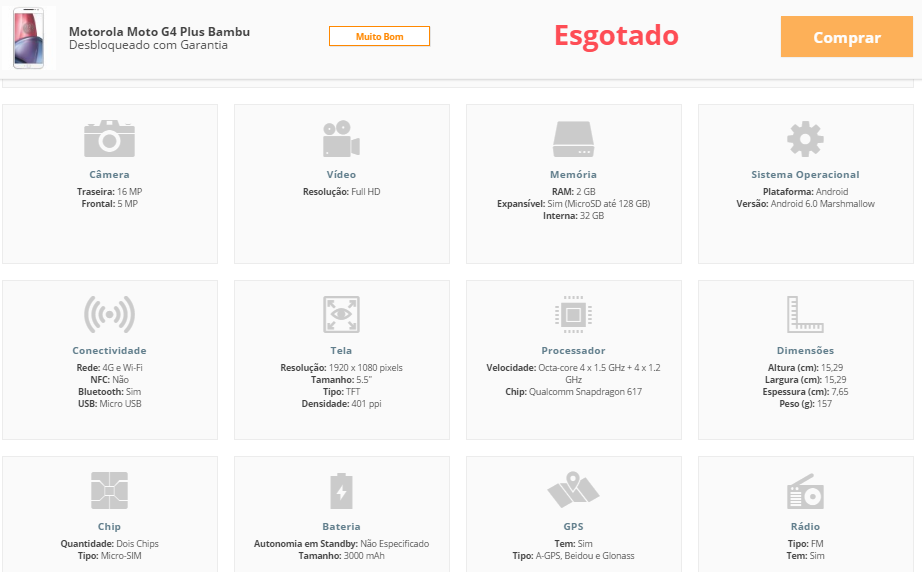 Motorola Moto G4 Plus Bambu
Desbloqueado com Garantia
Muito Bom
Esgotado
Comprar
Câmera
Traseira: 16 MP
Frontal: 5 MP
Vídeo
Resolução: Full HD
Memória
RAM: 2 GB
Expansível: Sim (MicroSD até 128 GB)
Interna: 32 GB
Sistema Operacional
Plataforma: Android
Versão: Android 6.0 Marshmallow
Conectividade
Rede: 4G e Wi-Fi
NFC: Não
Bluetooth: Sim
USB: Micro USB
Tela
Resolução: 1920 x 1080 pixels
Tamanho: 5.5"
Tipo: TFT
Densidade: 401 ppi
Processador
Velocidade: Octa-core 4 x 1.5 GHz + 4 x 1.2
GHz
Chip: Qualcomm Snapdragon 617
Dimensões
Altura (cm): 15,29
Largura (cm): 15,29
Espessura (cm): 7,65
Peso (g): 157
Chip
Quantidade: Dois Chips
Tipo: Micro-SIM
Bateria
Autonomia em Standby: Não Especificado
Tamanho: 3000 mAh
GPS
Tem: Sim
Tipo: A-GPS, Beidou e Glonass
Rádio
Tipo: FM
Tem: Sim